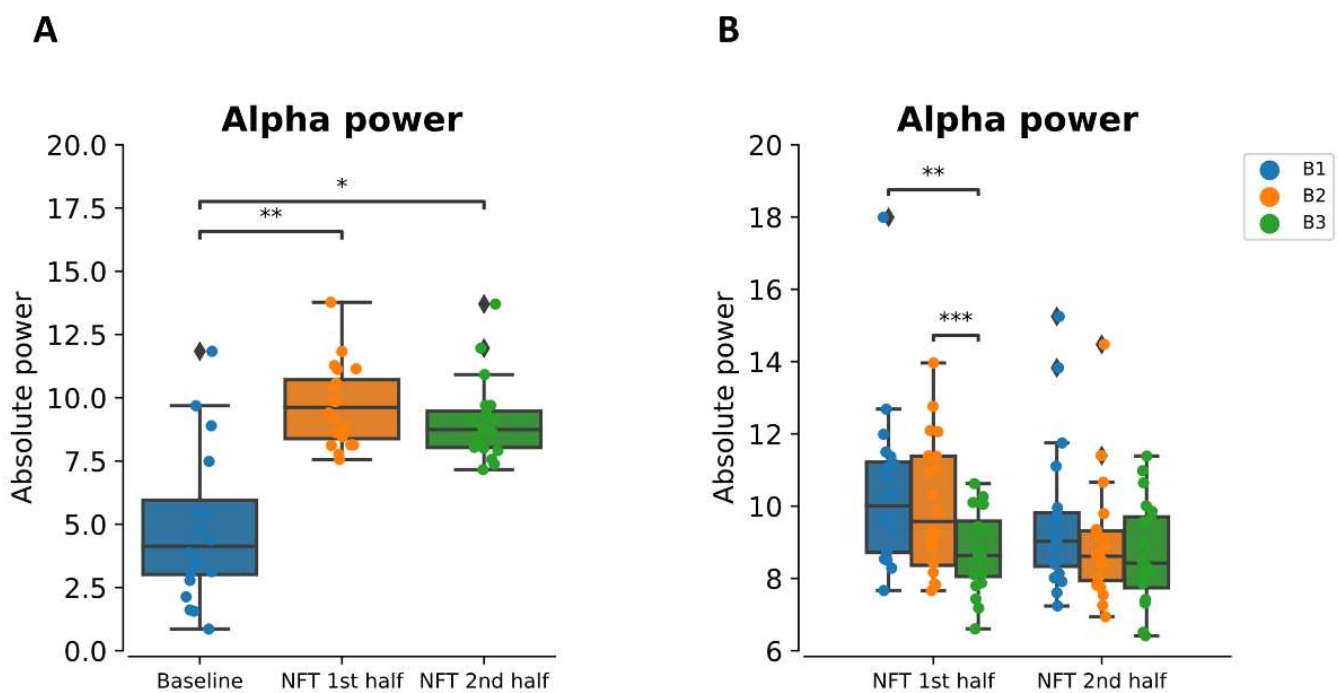 A
Alpha power
Absolute power
20.0
17.5
15.0
12.5
10.0
7.5
5.0
2.5
0.0
*
**
Baseline
NFT 1st half
NFT 2nd half
B
Alpha power
Absolute power
20
18
16
14
12
10
8
6
**
***
NFT 1st half
NFT 2nd half
B1
B2
B3